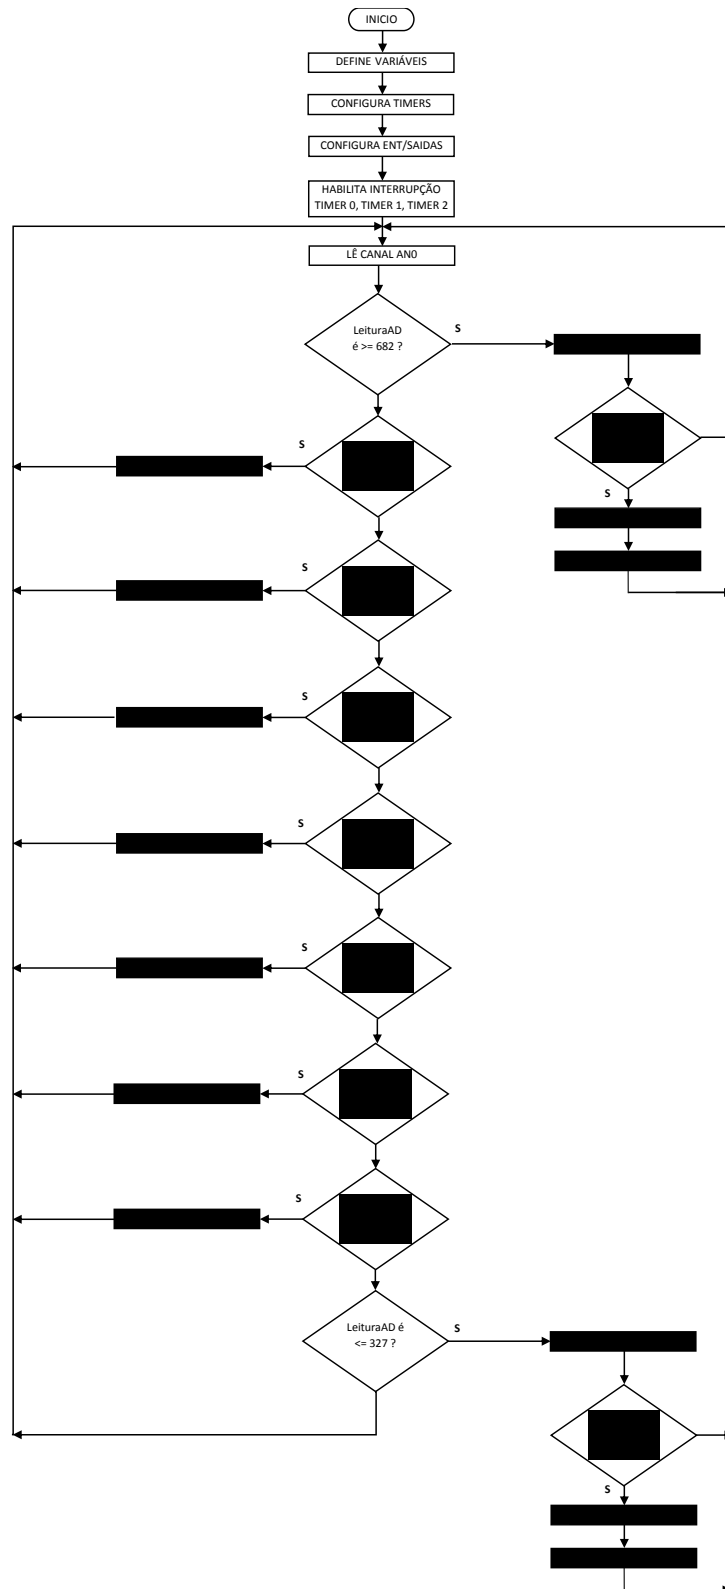 INICIO
DEFINE VARIÁVEIS
CONFIGURA TIMERS
CONFIGURA ENT/SAIDAS
HABILITA INTERRUPÇÃO
TIMER 0, TIMER 1, TIMER 2
LÊ CANAL AN0
LeituraAD
é >= 682 ?
S
S
S
S
S
S
S
S
S
LeituraAD é
<= 327 ?
S
S